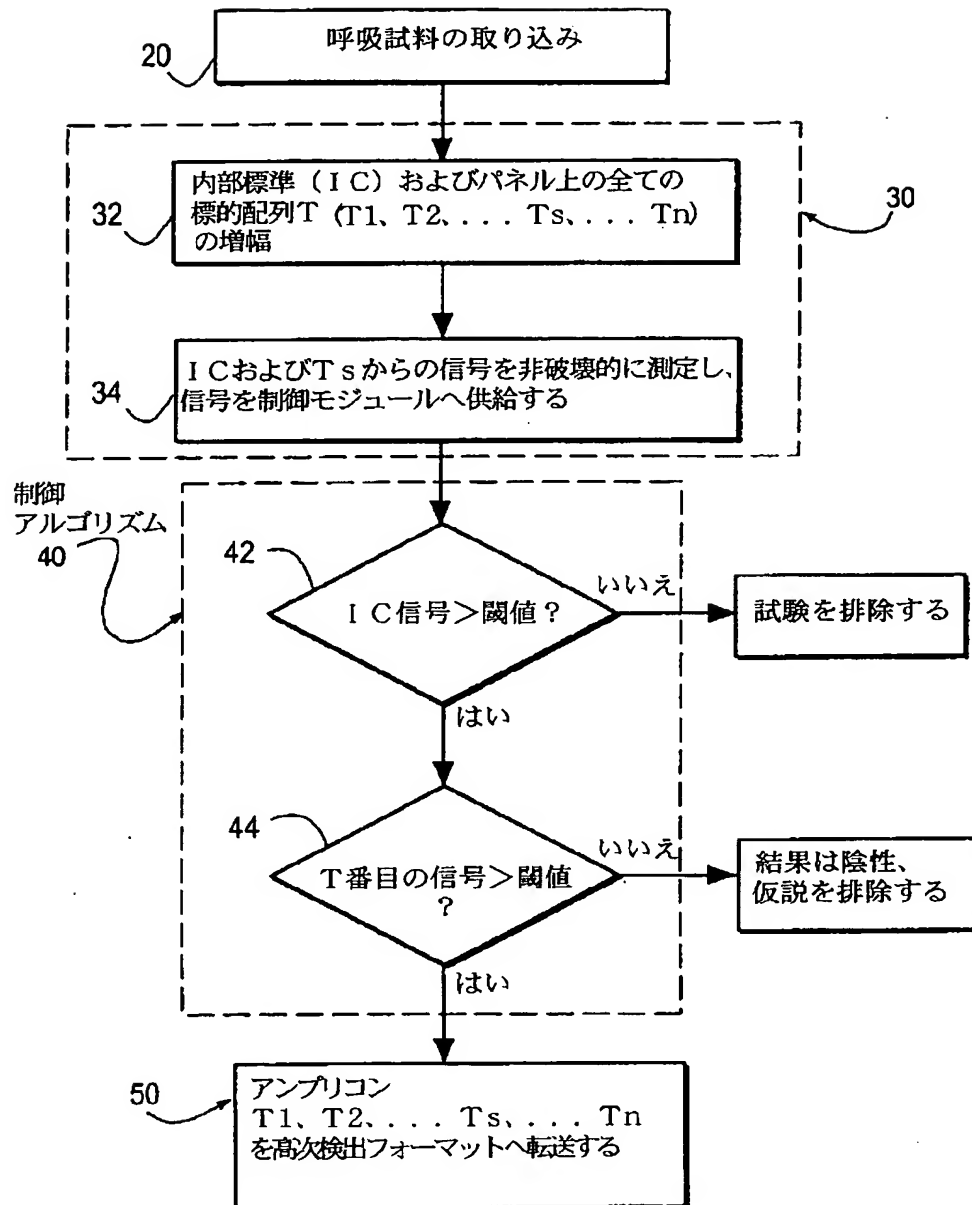 呼吸試料の取り込み
20
内部標準（ＩＣ）およびパネル上の全ての
標的配列Ｔ（Ｔ1、Ｔ2、．．．Ｔs、．．．Ｔn）
の増幅
32
30
ＩＣおよびＴｓからの信号を非破壊的に測定し、
信号を制御モジュールへ供給する
34
制御
アルゴリズム
40
42
ＩＣ信号＞閾値？
いいえ
試験を排除する
はい
44
Ｔ番目の信号＞閾値
？
いいえ
結果は陰性、
仮説を排除する
はい
50
アンプリコン
Ｔ1、Ｔ2、．．．Ｔｓ、．．．Ｔｎ
を高次検出フォーマットへ転送する